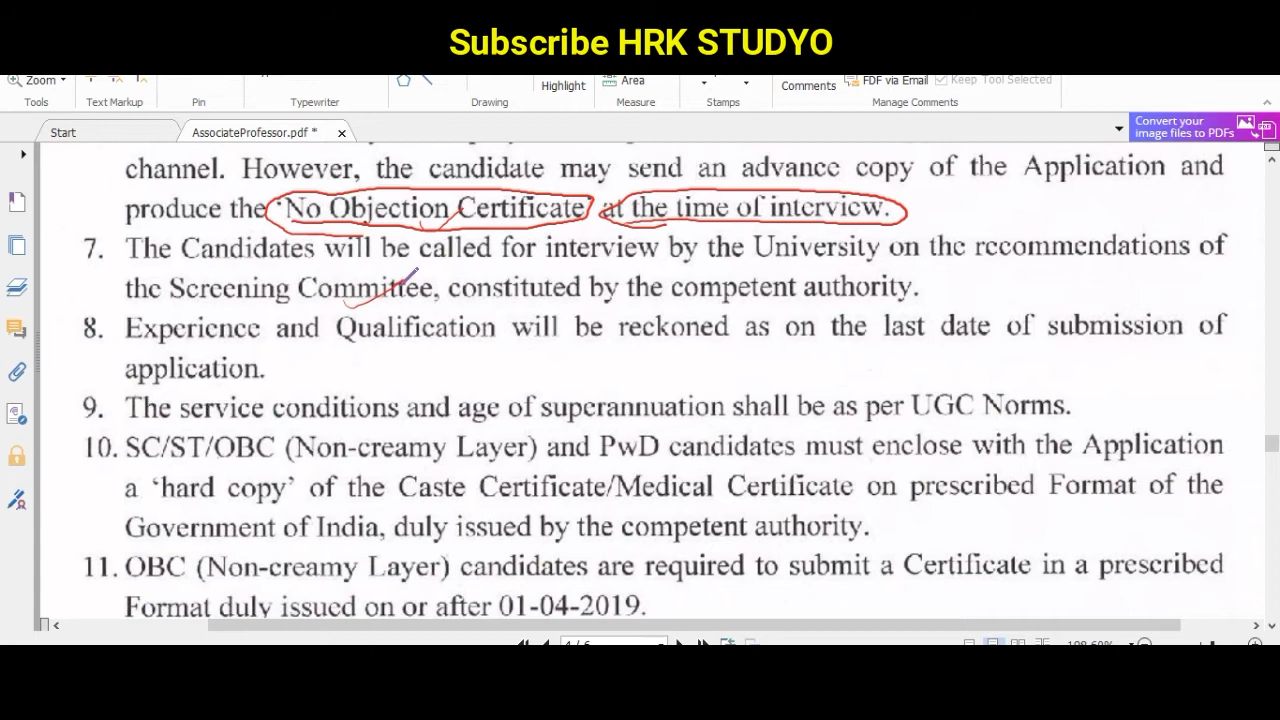 Subscribe HRK STUDYO
Zoom
Highlight
Area
Comments
FDF via Email
Keep Tool Selected
Tools
Text Markup
Pin
Typewriter
Drawing
Measure
Stamps
Manage Comments
Start
AssociateProfessor.pdf *
Convert your
image files to PDFs
channel. However, the candidate may send an advance copy of the Application and
produce the 'No Objection Certificate' at the time of interview.
7. The Candidates will be called for interview by the University on the recommendations of
the Screening Committee, constituted by the competent authority.
8. Experience and Qualification will be reckoned as on the last date of submission of
application.
9. The service conditions and age of superannuation shall be as per UGC Norms.
10. SC/ST/OBC (Non-creamy Layer) and PwD candidates must enclose with the Application
a 'hard copy' of the Caste Certificate/Medical Certificate on prescribed Format of the
Government of India, duly issued by the competent authority.
11. OBC (Non-creamy Layer) candidates are required to submit a Certificate in a prescribed
Format duly issued on or after 01-04-2019.